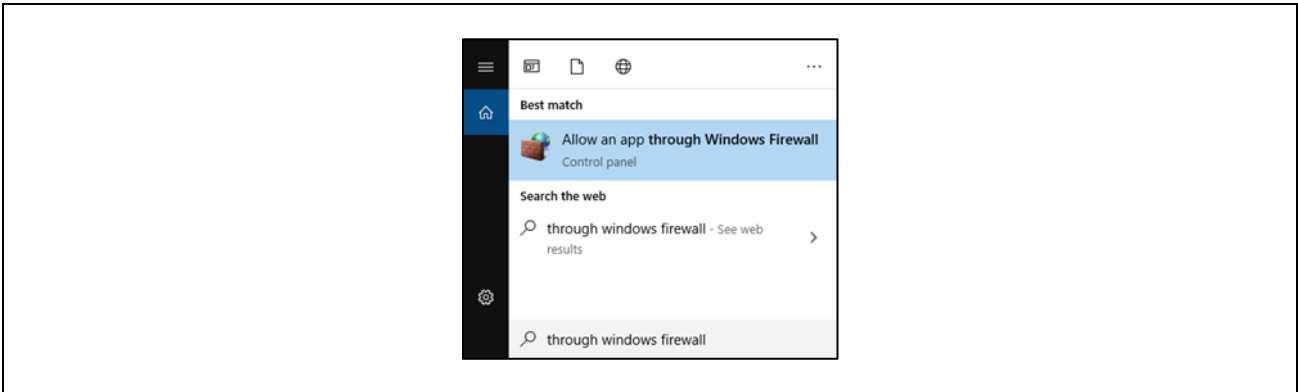 ...
Best match
Allow an app through Windows Firewall
Control panel
Search the web
through windows firewall - See web
results
through windows firewall